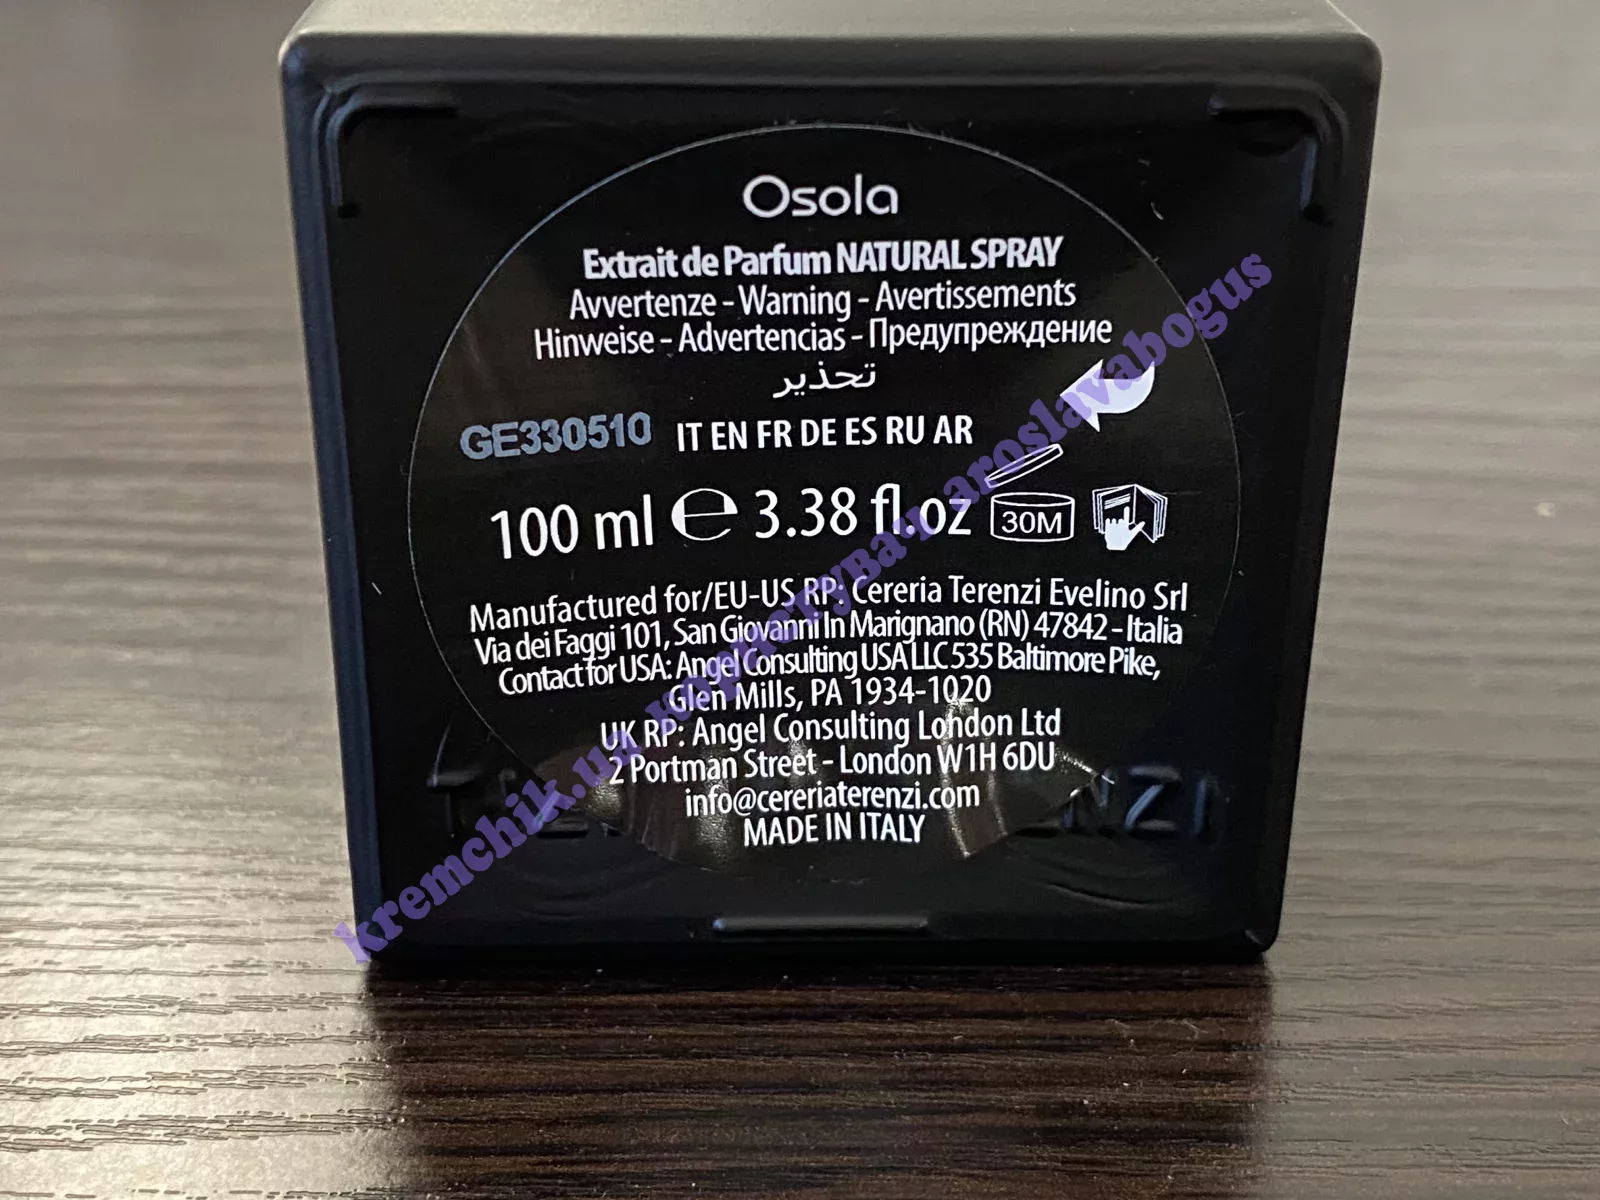 Osola
Extrait de Parfum NATURAL SPRAY
Avvertenze - Warning - Avertissements
Hinweise - Advertencias - Предупреждение
تحذير
GE330510 IT EN FR DE ES RU AR
100 ml ℮ 3.38 fl.oz 30M
Manufactured for/EU-US RP: Cereria Terenzi Evelino Srl
Via dei Faggi 101, San Giovanni In Marignano (RN) 47842 - Italia
Contact for USA: Angel Consulting USA LLC 535 Baltimore Pike,
Glen Mills, PA 1934-1020
UK RP: Angel Consulting London Ltd
2 Portman Street - London W1H 6DU
info@cereriaterenzi.com
MADE IN ITALY
kremchik.ua користувач aroslavabogus